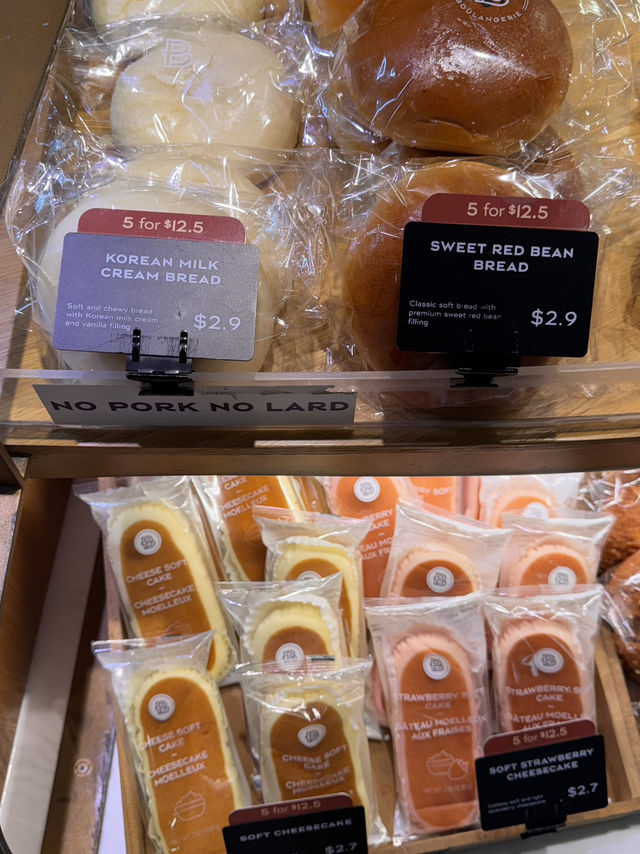 BOULANGERIE
5 for $12.5
KOREAN MILK
CREAM BREAD
Soft and chewy bread
with Korean milk cream
and vanilla filling
$2.9
5 for $12.5
SWEET RED BEAN
BREAD
Classic soft bread with
premium sweet red bean
filling
$2.9
NO PORK NO LARD
CHEESE SOFT
CAKE
CHEESECAKE
MOELLEUX
CHEESECAKE
MOELLEUX
CHEESE SOFT
CAKE
CHEESECAKE
MOELLEUX
CHEESE SOFT
CAKE
CHEESECAKE
MOELLEUX
STRAWBERRY
CAKE
GÂTEAU MOELLEUX
AUX FRAISES
STRAWBERRY
CAKE
GÂTEAU MOELLEUX
5 for $12.5
SOFT CHEESECAKE
$2.7
5 for $12.5
SOFT STRAWBERRY
CHEESECAKE
$2.7